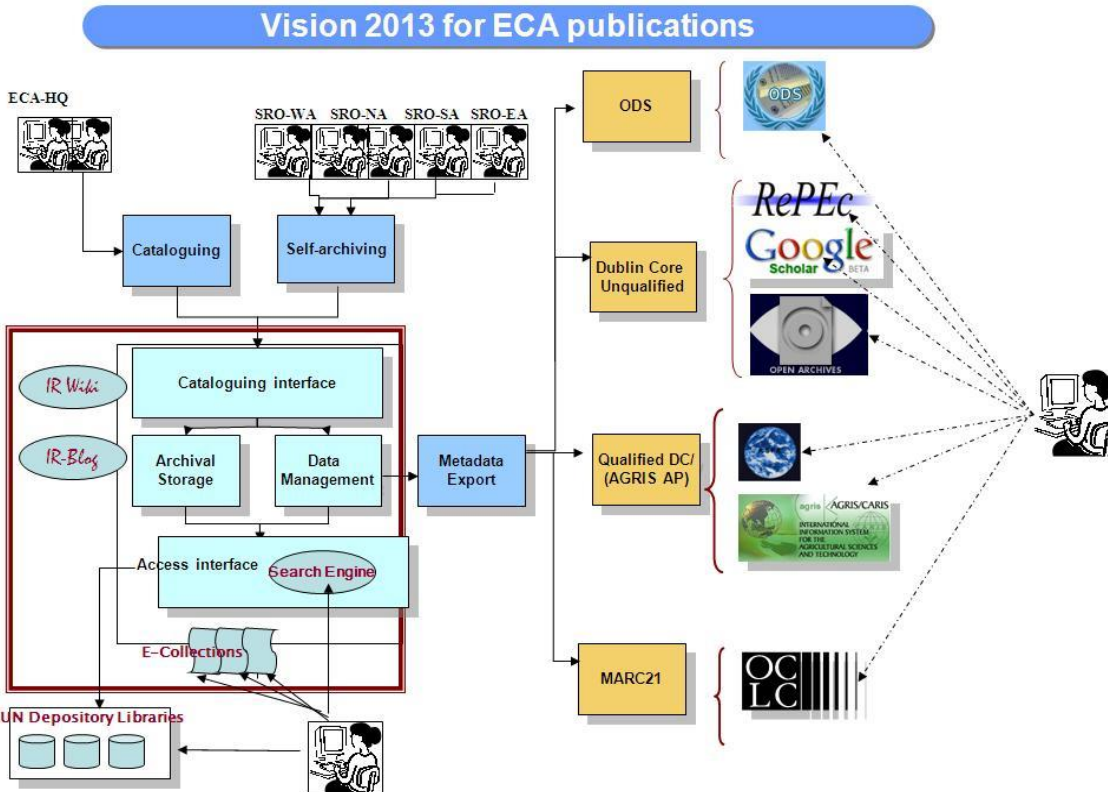 Vision 2013 for ECA publications
ECA-HQ
SRO-WA SRO-NA SRO-SA SRO-EA
Cataloguing
Self-archiving
IR Wiki
IR-Blog
Cataloguing interface
Archival
Storage
Data
Management
Access interface
Search Engine
E-Collections
UN Depository Libraries
Metadata
Export
ODS
Dublin Core
Unqualified
Qualified DC/
(AGRIS AP)
MARC21
ODS
RePEc
Google
Scholar BETA
OPEN ARCHIVES
agris AGRIS/CARIS
INTERNATIONAL
INFORMATION SYSTEM
FOR THE
AGRICULTURAL SCIENCES
AND TECHNOLOGY
OC
LC